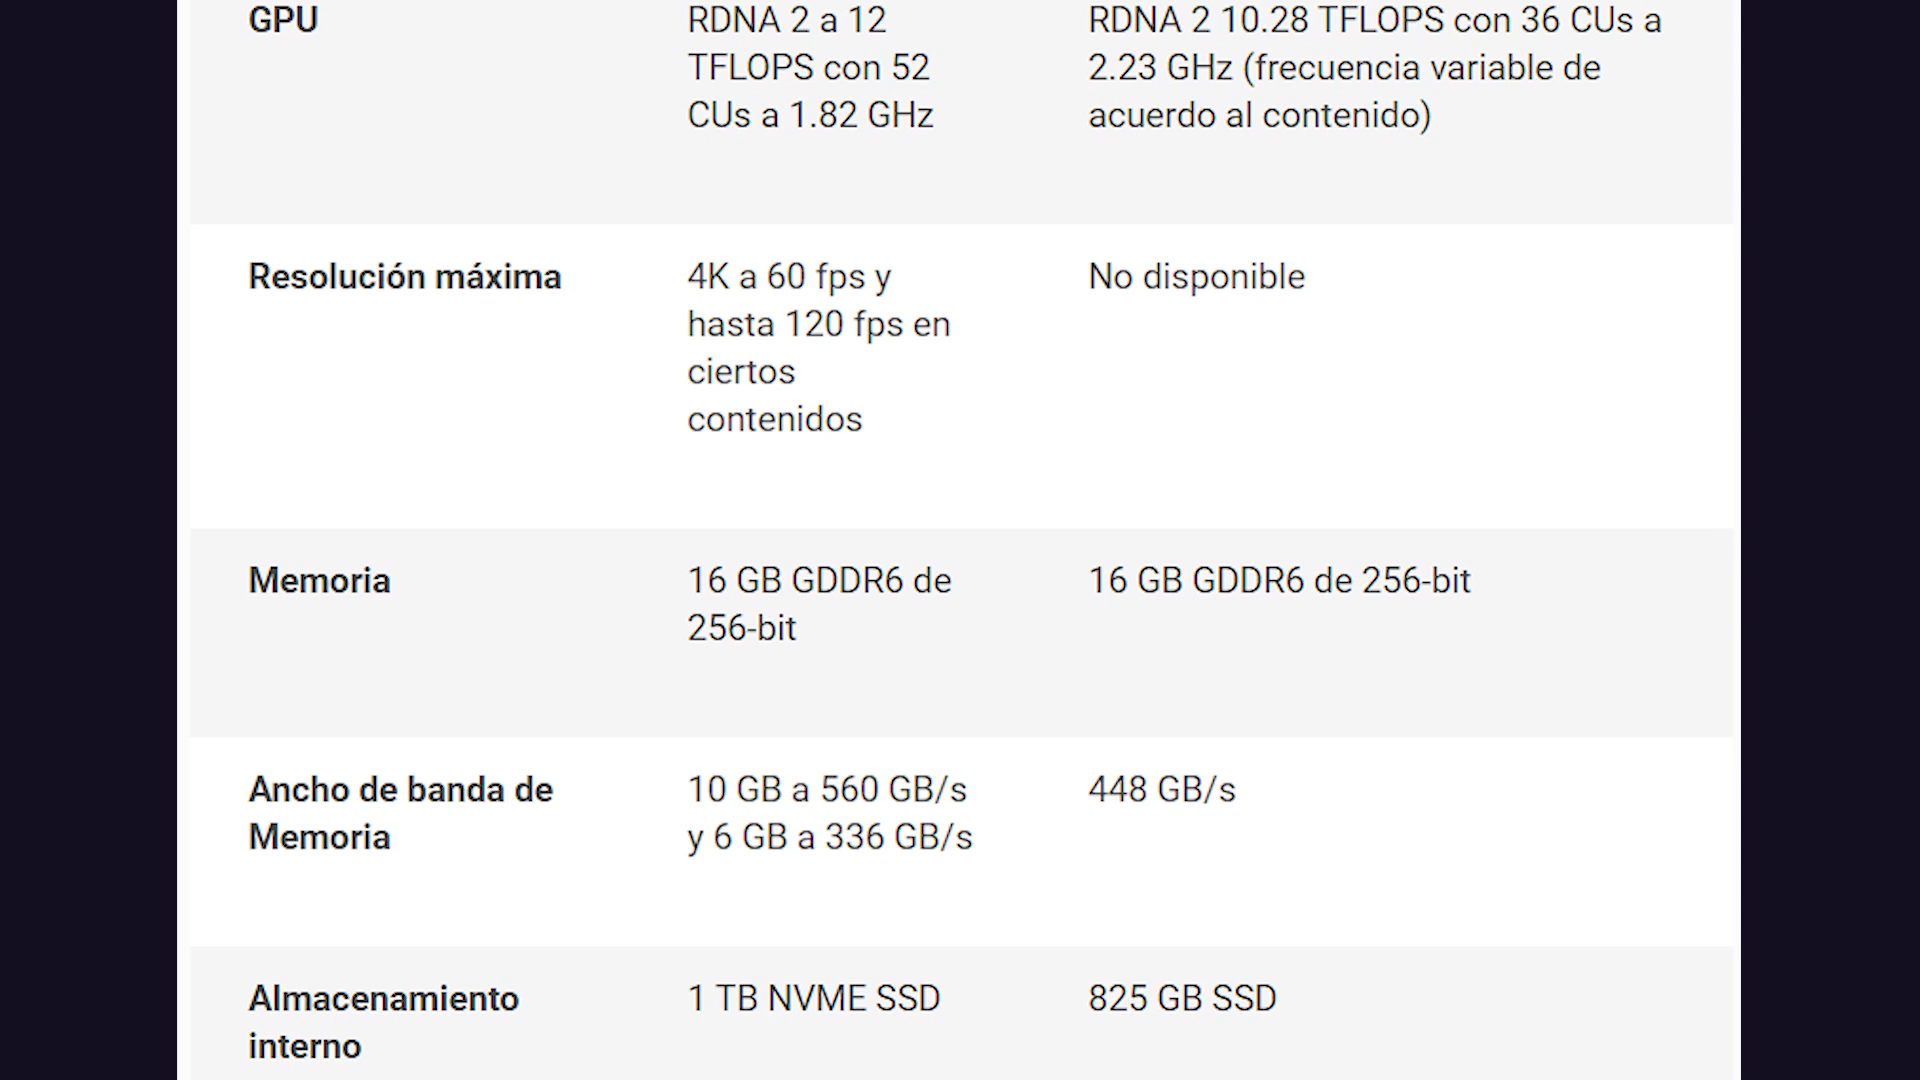 GPU
RDNA 2 a 12
TFLOPS con 52
CUs a 1.82 GHz
RDNA 2 10.28 TFLOPS con 36 CUs a
2.23 GHz (frecuencia variable de
acuerdo al contenido)
Resolución máxima
4K a 60 fps y
hasta 120 fps en
ciertos
contenidos
No disponible
Memoria
16 GB GDDR6 de
256-bit
16 GB GDDR6 de 256-bit
Ancho de banda de
Memoria
10 GB a 560 GB/s
y 6 GB a 336 GB/s
448 GB/s
Almacenamiento
interno
1 TB NVME SSD
825 GB SSD